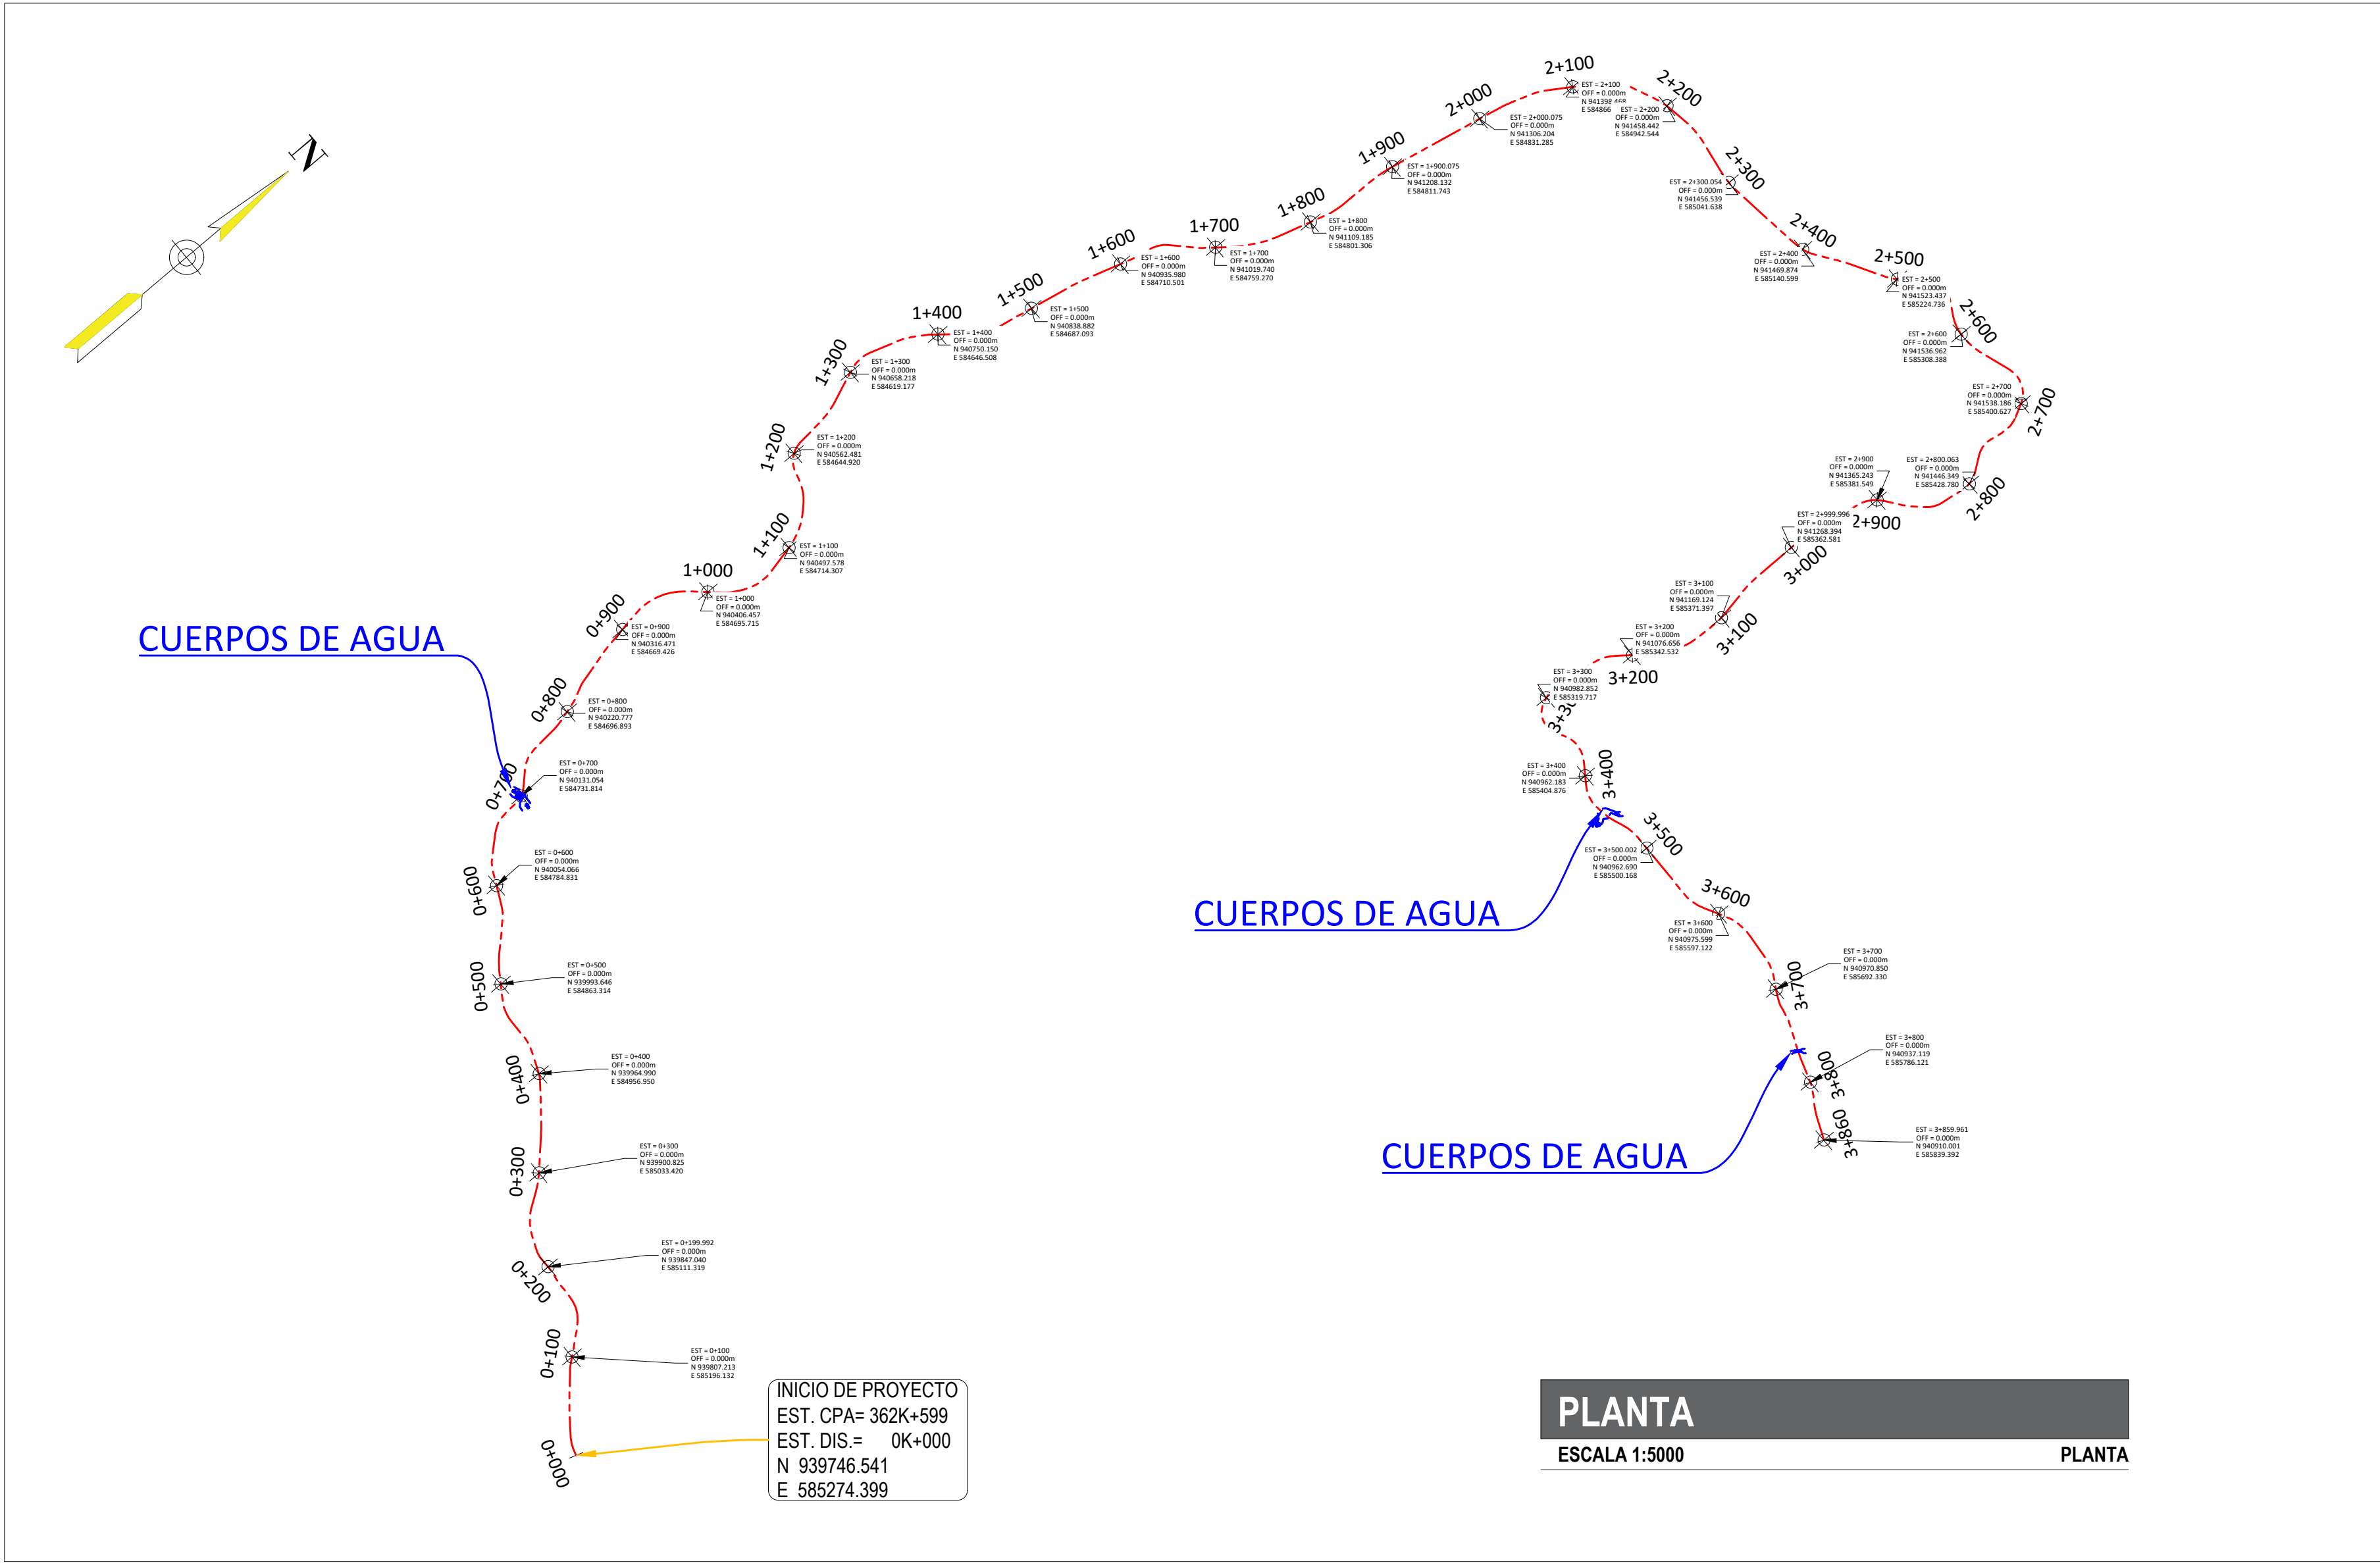 N
CUERPOS DE AGUA
CUERPOS DE AGUA
CUERPOS DE AGUA
INICIO DE PROYECTO
EST. CPA= 362K+599
EST. DIS.= 0K+000
N 939746.541
E 585274.399
0+000
0+100
EST = 0+100
OFF = 0.000m
N 939807.213
E 585196.132
0+200
EST = 0+199.992
OFF = 0.000m
N 939847.040
E 585111.319
0+300
EST = 0+300
OFF = 0.000m
N 939900.825
E 585033.420
0+400
EST = 0+400
OFF = 0.000m
N 939964.990
E 584956.950
0+500
EST = 0+500
OFF = 0.000m
N 939993.646
E 584863.314
0+600
EST = 0+600
OFF = 0.000m
N 940054.066
E 584784.831
0+700
EST = 0+700
OFF = 0.000m
N 940131.054
E 584731.814
0+800
EST = 0+800
OFF = 0.000m
N 940220.777
E 584696.893
0+900
EST = 0+900
OFF = 0.000m
N 940316.471
E 584669.426
1+000
EST = 1+000
OFF = 0.000m
N 940406.457
E 584695.715
1+100
EST = 1+100
OFF = 0.000m
N 940497.578
E 584714.307
1+200
EST = 1+200
OFF = 0.000m
N 940562.481
E 584644.920
1+300
EST = 1+300
OFF = 0.000m
N 940658.218
E 584619.177
1+400
EST = 1+400
OFF = 0.000m
N 940750.150
E 584646.508
1+500
EST = 1+500
OFF = 0.000m
N 940838.882
E 584687.093
1+600
EST = 1+600
OFF = 0.000m
N 940935.980
E 584710.501
1+700
EST = 1+700
OFF = 0.000m
N 941019.740
E 584759.270
1+800
EST = 1+800
OFF = 0.000m
N 941109.185
E 584801.306
1+900
EST = 1+900.075
OFF = 0.000m
N 941208.132
E 584811.743
2+000
EST = 2+000.075
OFF = 0.000m
N 941306.204
E 584831.285
2+100
EST = 2+100
OFF = 0.000m
N 941398.468
E 584866
2+200
EST = 2+200
OFF = 0.000m
N 941458.442
E 584942.544
2+300
EST = 2+300.054
OFF = 0.000m
N 941456.539
E 585041.638
2+400
EST = 2+400
OFF = 0.000m
N 941469.874
E 585140.599
2+500
EST = 2+500
OFF = 0.000m
N 941523.437
E 585224.736
2+600
EST = 2+600
OFF = 0.000m
N 941536.962
E 585308.388
2+700
EST = 2+700
OFF = 0.000m
N 941538.186
E 585400.627
2+800
EST = 2+800.063
OFF = 0.000m
N 941446.349
E 585428.780
2+900
EST = 2+900
OFF = 0.000m
N 941365.243
E 585381.549
3+000
EST = 2+999.996
OFF = 0.000m
N 941268.394
E 585362.581
3+100
EST = 3+100
OFF = 0.000m
N 941169.124
E 585371.397
3+200
EST = 3+200
OFF = 0.000m
N 941076.656
E 585342.532
EST = 3+300
OFF = 0.000m
N 940982.852
E 585319.717
3+400
EST = 3+400
OFF = 0.000m
N 940962.183
E 585404.876
3+500
EST = 3+500.002
OFF = 0.000m
N 940962.690
E 585500.168
3+600
EST = 3+600
OFF = 0.000m
N 940975.599
E 585597.122
3+700
EST = 3+700
OFF = 0.000m
N 940970.850
E 585692.330
3+800
EST = 3+800
OFF = 0.000m
N 940937.119
E 585786.121
3+860
EST = 3+859.961
OFF = 0.000m
N 940910.001
E 585839.392
PLANTA
ESCALA 1:5000 PLANTA